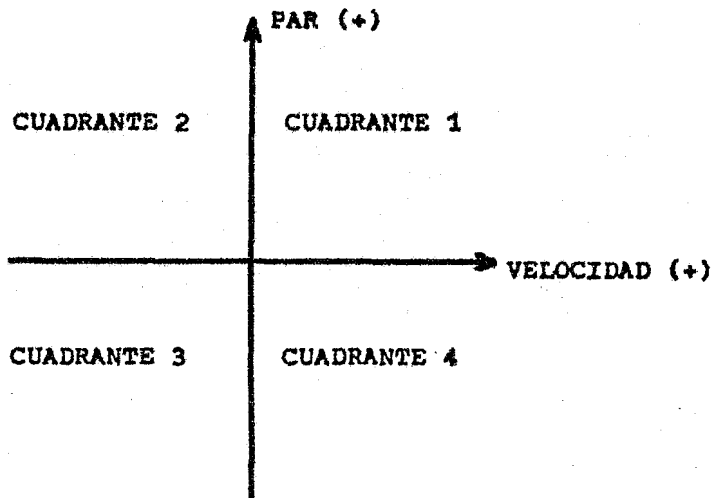 PAR (+)
CUADRANTE 2
CUADRANTE 1
VELOCIDAD (+)
CUADRANTE 3
CUADRANTE 4